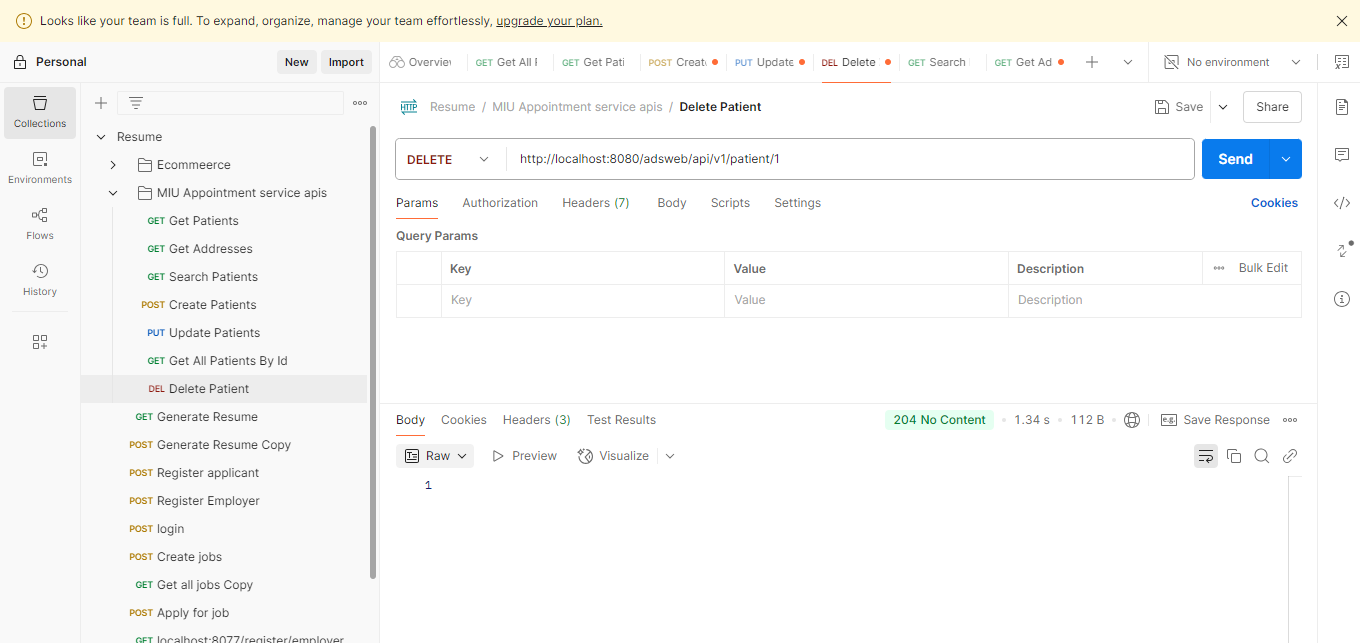 Looks like your team is full. To expand, organize, manage your team effortlessly, upgrade your plan.
Personal
New
Import
Overviev
GET Get All F
GET Get Pati
POST Creat
PUT Update
DEL Delete
GET Search
GET Get Ad
No environment
Collections
Environments
Flows
History
Resume
Ecommeerce
MIU Appointment service apis
GET Get Patients
GET Get Addresses
GET Search Patients
POST Create Patients
PUT Update Patients
GET Get All Patients By Id
DEL Delete Patient
GET Generate Resume
POST Generate Resume Copy
POST Register applicant
POST Register Employer
POST login
POST Create jobs
GET Get all jobs Copy
POST Apply for job
GET localhost:8077/register/employer
HTTP Resume / MIU Appointment service apis / Delete Patient
Save
Share
DELETE
http://localhost:8080/adsweb/api/v1/patient/1
Send
Params Authorization Headers (7) Body Scripts Settings
Cookies
Query Params
Key Value Description
Bulk Edit
Key Value Description
Body Cookies Headers (3) Test Results
204 No Content • 1.34 s • 112 B
e.g. Save Response
Raw
Preview
Visualize
1